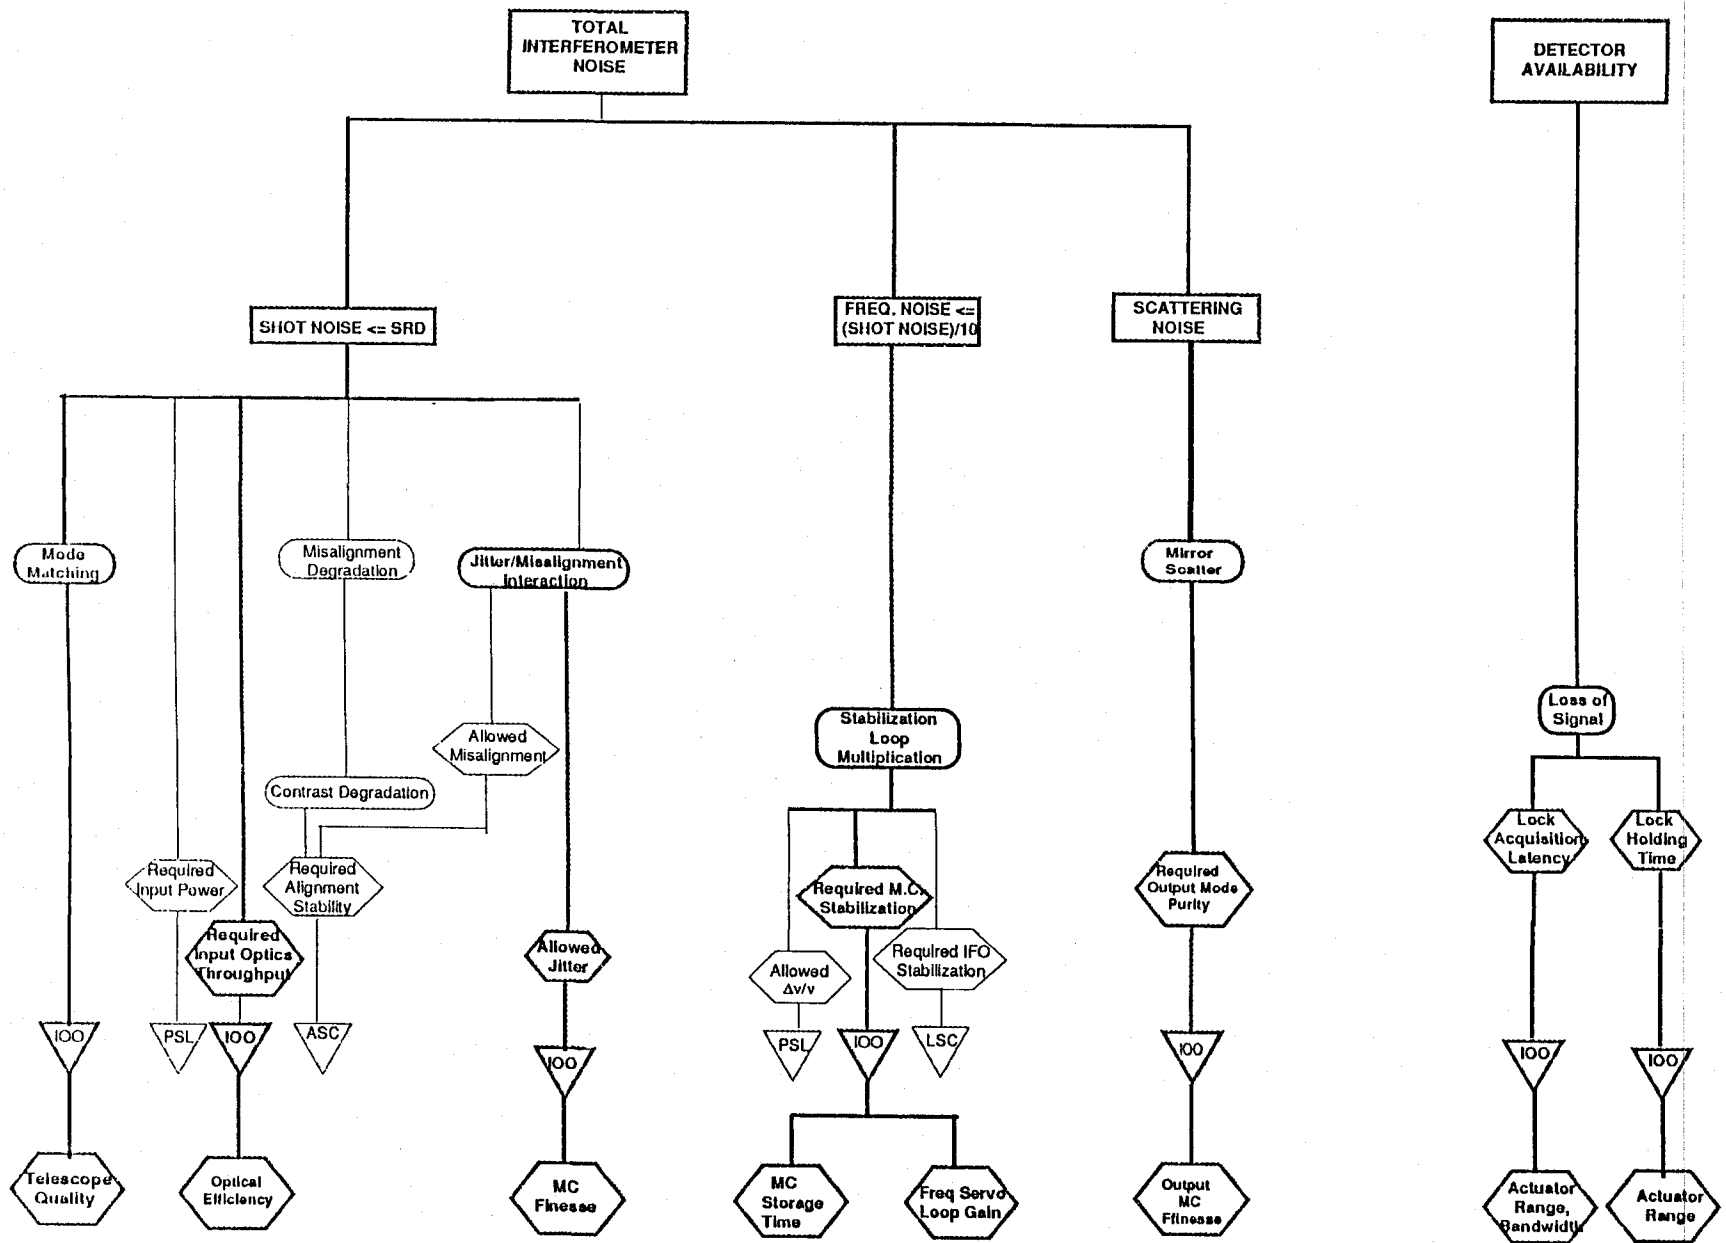 TOTAL
INTERFEROMETER
NOISE
DETECTOR
AVAILABILITY
SHOT NOISE <= SRD
FREQ. NOISE <=
(SHOT NOISE)/10
SCATTERING
NOISE
Mode
Matching
Misalignment
Degradation
Jitter/Misalignment
Interaction
Mirror
Scatter
Stabilization
Loop
Multiplication
Loss of
Signal
Allowed
Misalignment
Contrast Degradation
Lock
Acquisition
Latency
Lock
Holding
Time
Required
Input Power
Required
Alignment
Stability
Required M.C.
Stabilization
Required
Output Mode
Purity
Required
Input Optics
Throughput
Allowed
Jitter
Allowed
Δν/ν
Required IFO
Stabilization
IOO
PSL
IOO
ASC
IOO
PSL
IOO
LSC
IOO
IOO
IOO
Telescope
Quality
Optical
Efficiency
MC
Finesse
MC
Storage
Time
Freq Servo
Loop Gain
Output
MC
Ffinesse
Actuator
Range,
Bandwidth
Actuator
Range